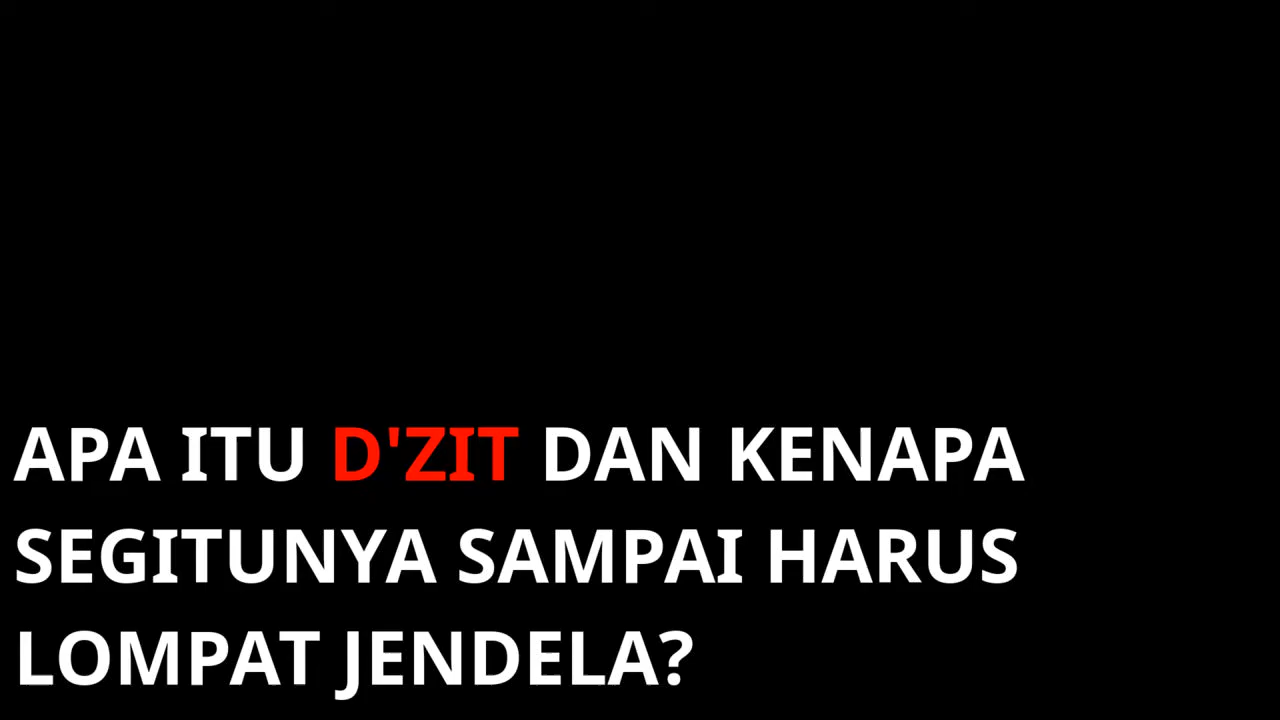 APA ITU D'ZIT DAN KENAPA
SEGITUNYA SAMPAI HARUS
LOMPAT JENDELA?